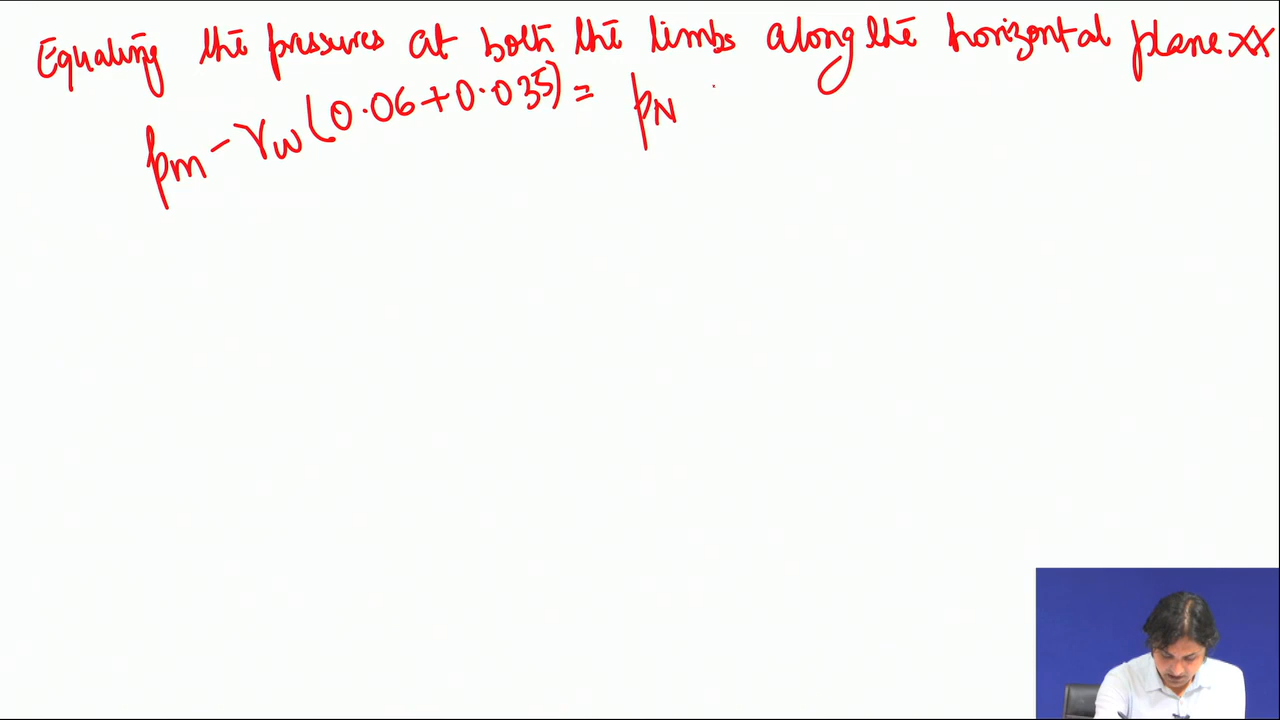 Equating the pressures at both the limbs along the horizontal plane XX
pm - γw (0.06 + 0.035) = pN